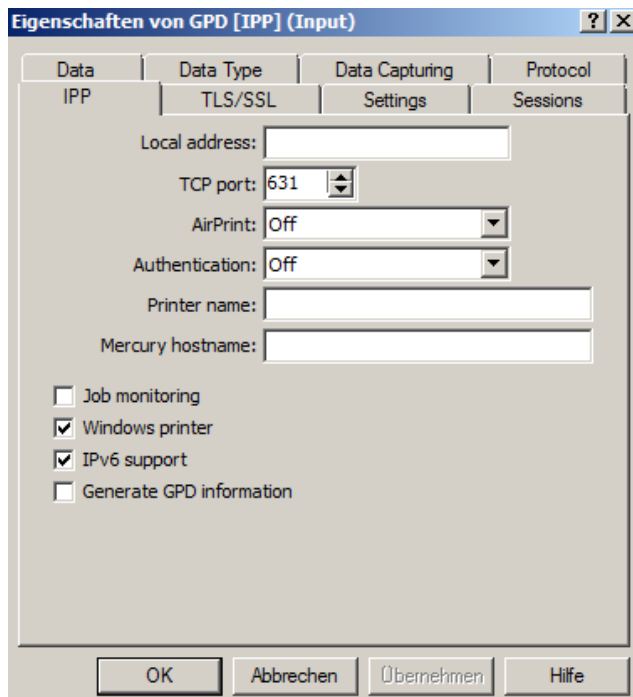 Eigenschaften von GPD [IPP] (Input)
Data Data Type Data Capturing Protocol
IPP TLS/SSL Settings Sessions
Local address:
TCP port: 631
AirPrint: Off
Authentication: Off
Printer name:
Mercury hostname:
Job monitoring
Windows printer
IPv6 support
Generate GPD information
OK Abbrechen Übernehmen Hilfe